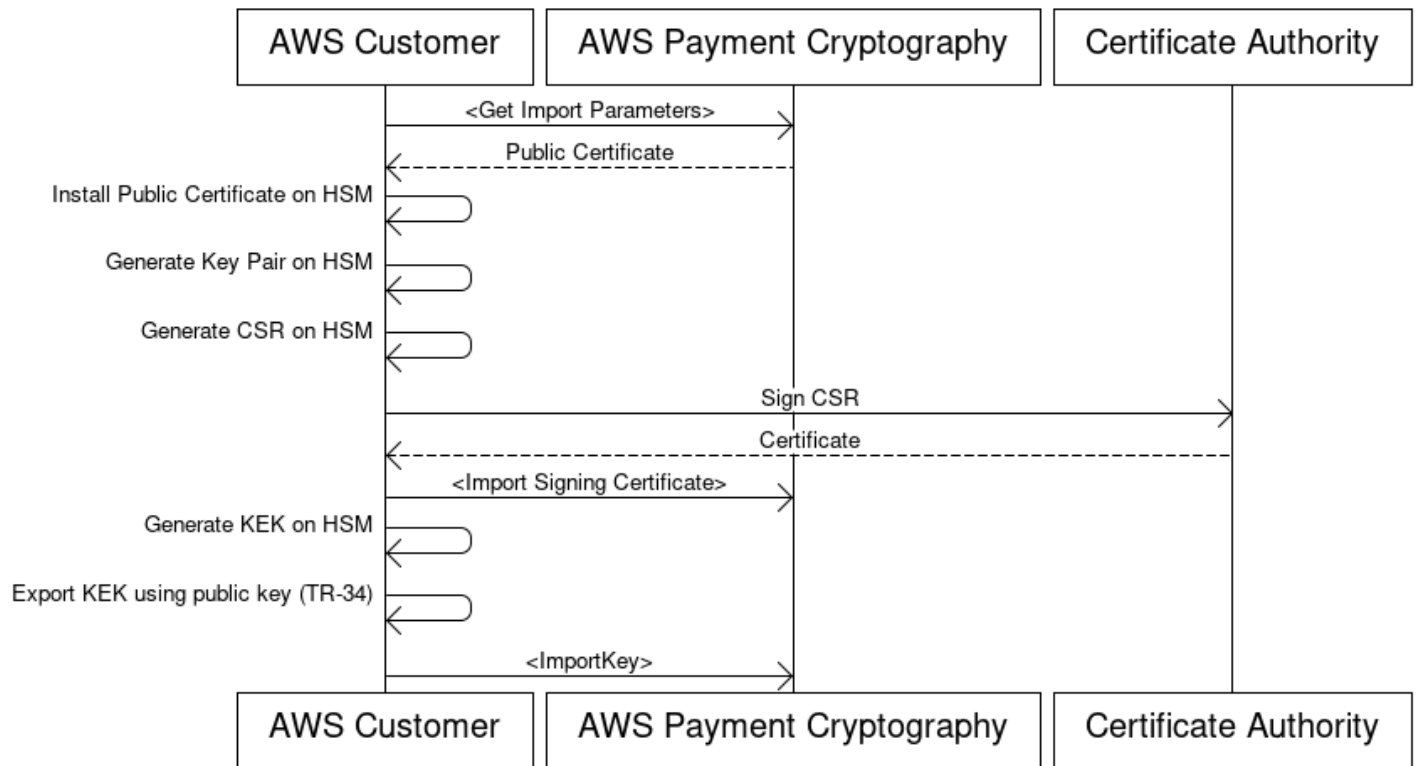 AWS Customer
AWS Payment Cryptography
Certificate Authority
<Get Import Parameters>
Public Certificate
Install Public Certificate on HSM
Generate Key Pair on HSM
Generate CSR on HSM
Sign CSR
Certificate
<Import Signing Certificate>
Generate KEK on HSM
Export KEK using public key (TR-34)
<ImportKey>
AWS Customer
AWS Payment Cryptography
Certificate Authority